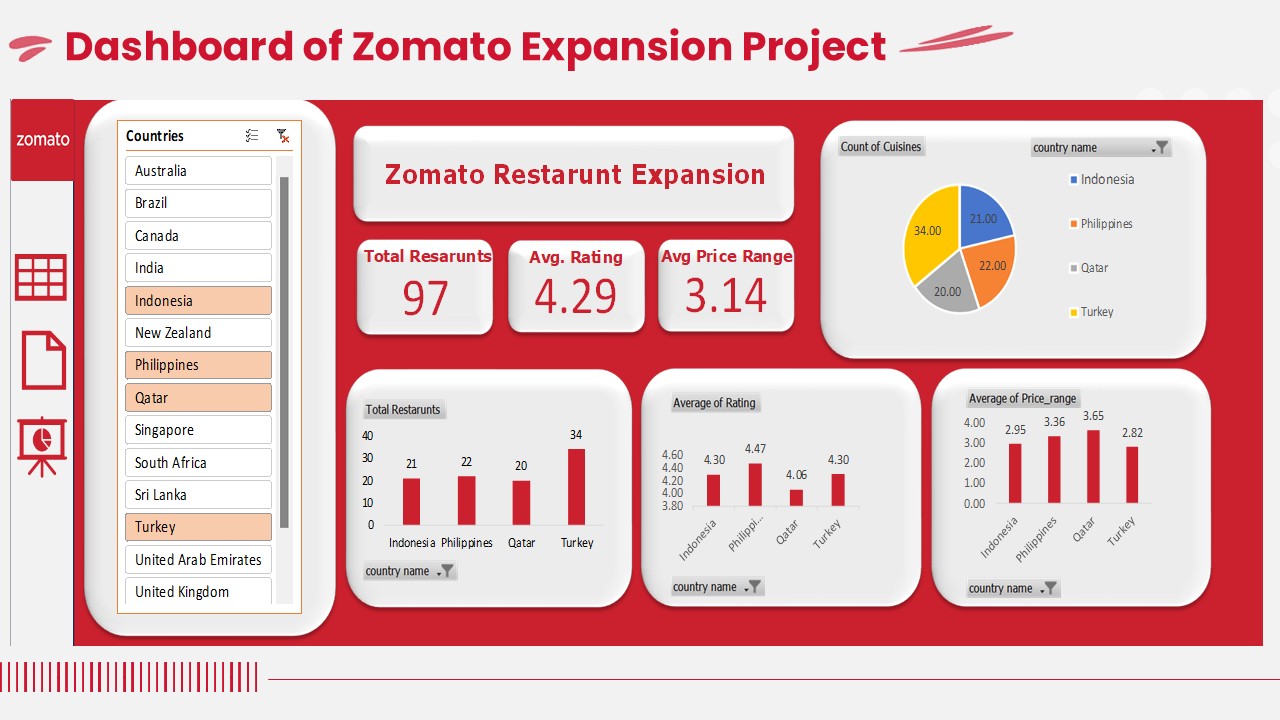 Dashboard of Zomato Expansion Project
zomato
Countries
Australia
Brazil
Canada
India
Indonesia
New Zealand
Philippines
Qatar
Singapore
South Africa
Sri Lanka
Turkey
United Arab Emirates
United Kingdom
Zomato Restarunt Expansion
Total Resarunts
97
Avg. Rating
4.29
Avg Price Range
3.14
Count of Cuisines
country name
21.00
22.00
20.00
34.00
Indonesia
Philippines
Qatar
Turkey
Total Restarunts
40
30
20
10
0
21
22
20
34
Indonesia Philippines Qatar Turkey
country name
Average of Rating
4.60
4.40
4.20
4.00
3.80
4.30
4.47
4.06
4.30
Indonesia
Philippi...
Qatar
Turkey
country name
Average of Price_range
4.00
3.00
2.00
1.00
0.00
2.95
3.36
3.65
2.82
Indonesia
Philippines
Qatar
Turkey
country name